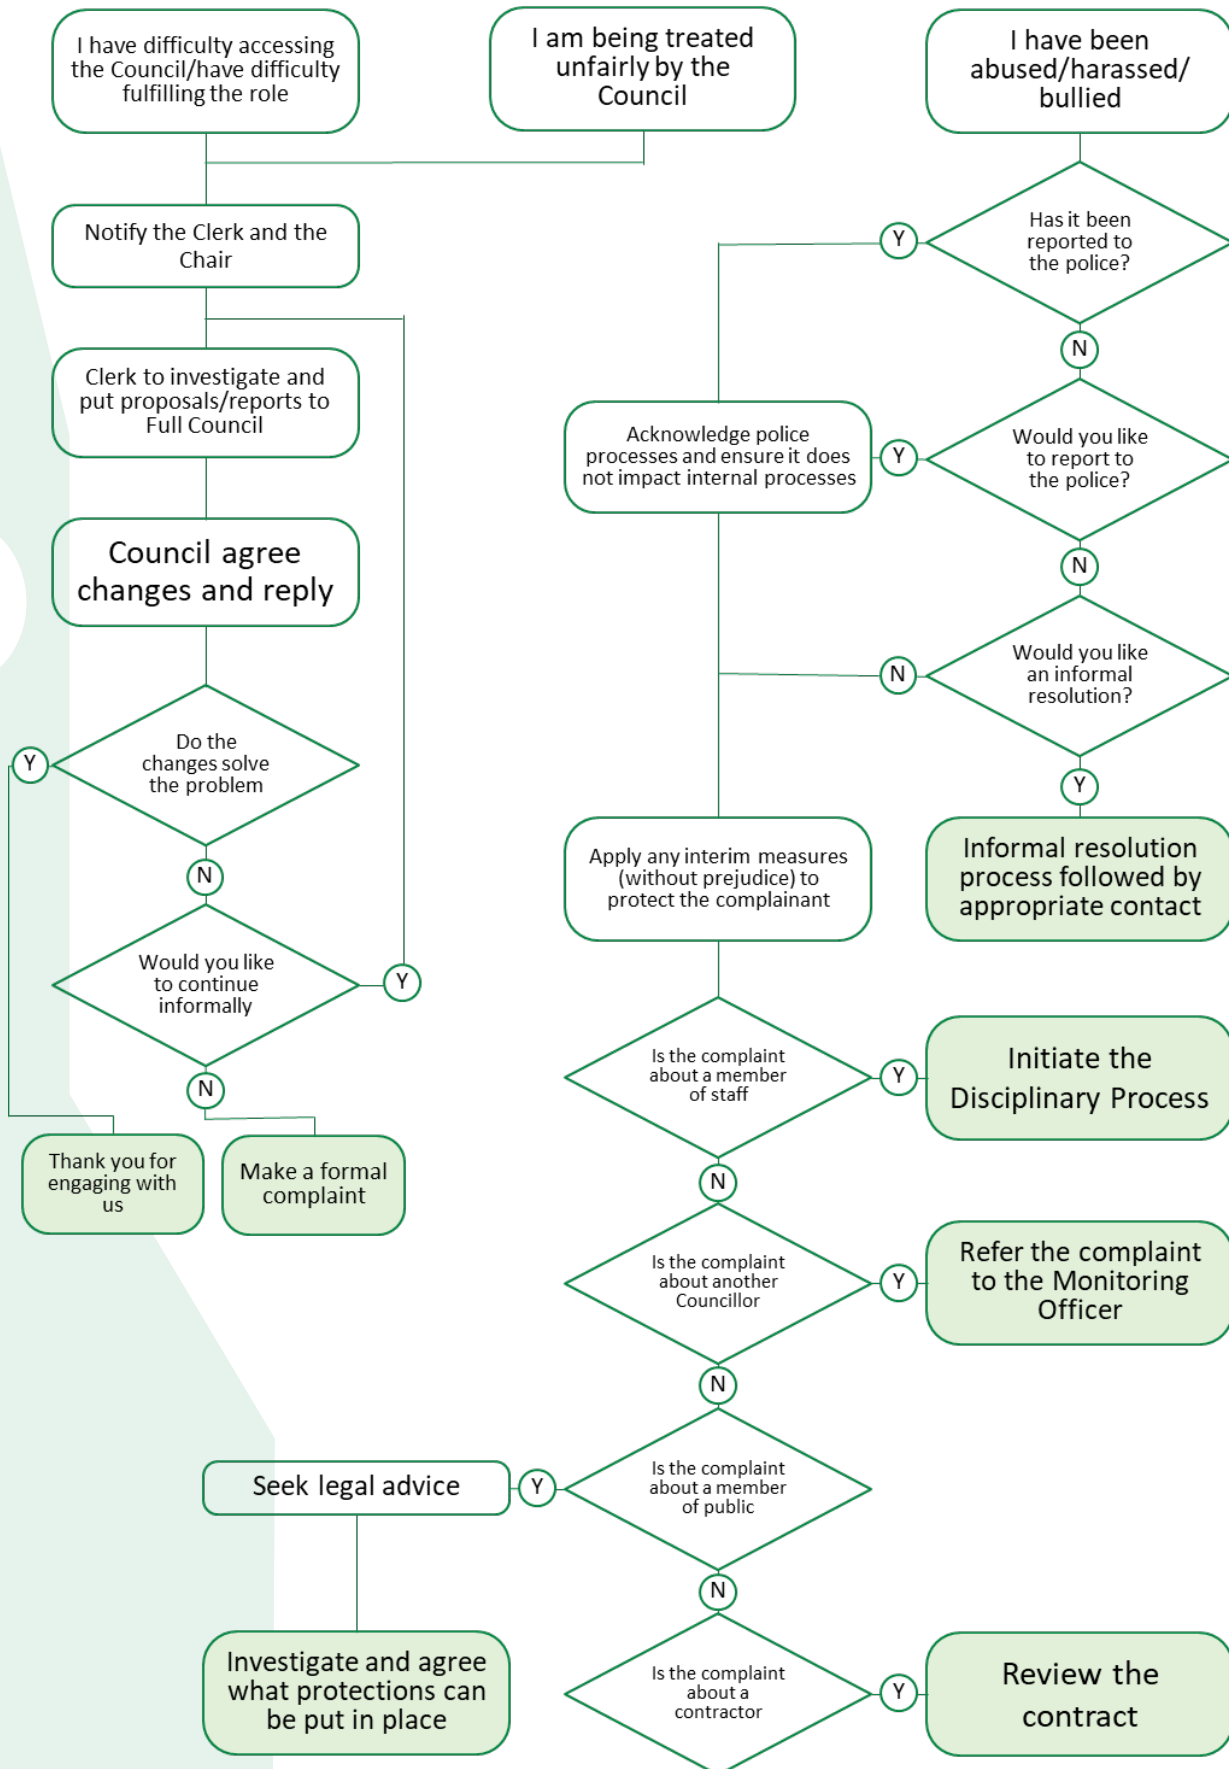 I have difficulty accessing
the Council/have difficulty
fulfilling the role
I am being treated
unfairly by the
Council
I have been
abused/harassed/
bullied
Notify the Clerk and the
Chair
Y
Has it been
reported to
the police?
N
Clerk to investigate and
put proposals/reports to
Full Council
Acknowledge police
processes and ensure it does
not impact internal processes
Y
Would you like
to report to
the police?
N
Council agree
changes and reply
N
Would you like
an informal
resolution?
Y
Y
Do the
changes solve
the problem
N
Apply any interim measures
(without prejudice) to
protect the complainant
Informal resolution
process followed by
appropriate contact
Would you like
to continue
informally
Y
N
Is the complaint
about a member
of staff
Y
Initiate the
Disciplinary Process
Thank you for
engaging with
us
Make a formal
complaint
N
Is the complaint
about another
Councillor
Y
Refer the complaint
to the Monitoring
Officer
N
Seek legal advice
Y
Is the complaint
about a member
of public
N
Investigate and agree
what protections can
be put in place
Is the complaint
about a
contractor
Y
Review the
contract